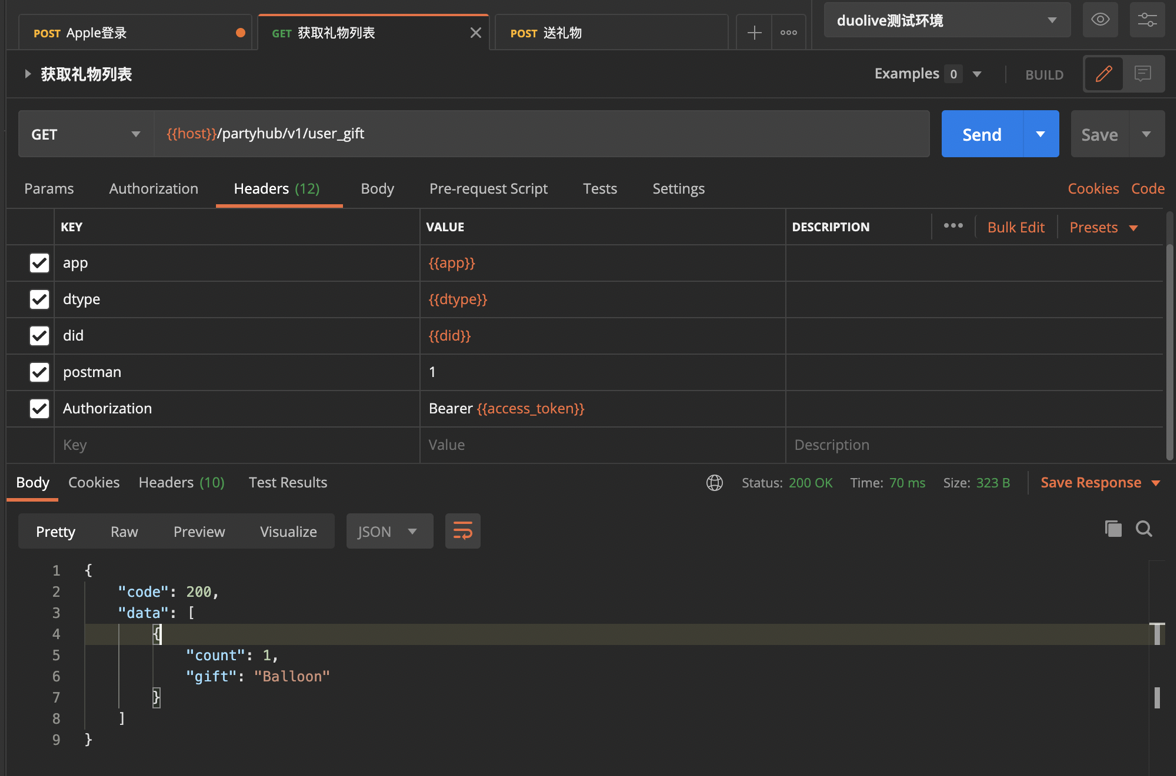 POST Apple登录 GET 获取礼物列表 POST 送礼物 duolive测试环境
获取礼物列表 Examples 0 BUILD
GET {{host}}/partyhub/v1/user_gift Send Save
Params Authorization Headers (12) Body Pre-request Script Tests Settings Cookies Code
KEY VALUE DESCRIPTION Bulk Edit Presets
app {{app}}
dtype {{dtype}}
did {{did}}
postman 1
Authorization Bearer {{access_token}}
Key Value Description
Body Cookies Headers (10) Test Results Status: 200 OK Time: 70 ms Size: 323 B Save Response
Pretty Raw Preview Visualize JSON
1 {
2 "code": 200,
3 "data": [
4 {
5 "count": 1,
6 "gift": "Balloon"
7 }
8 ]
9 }